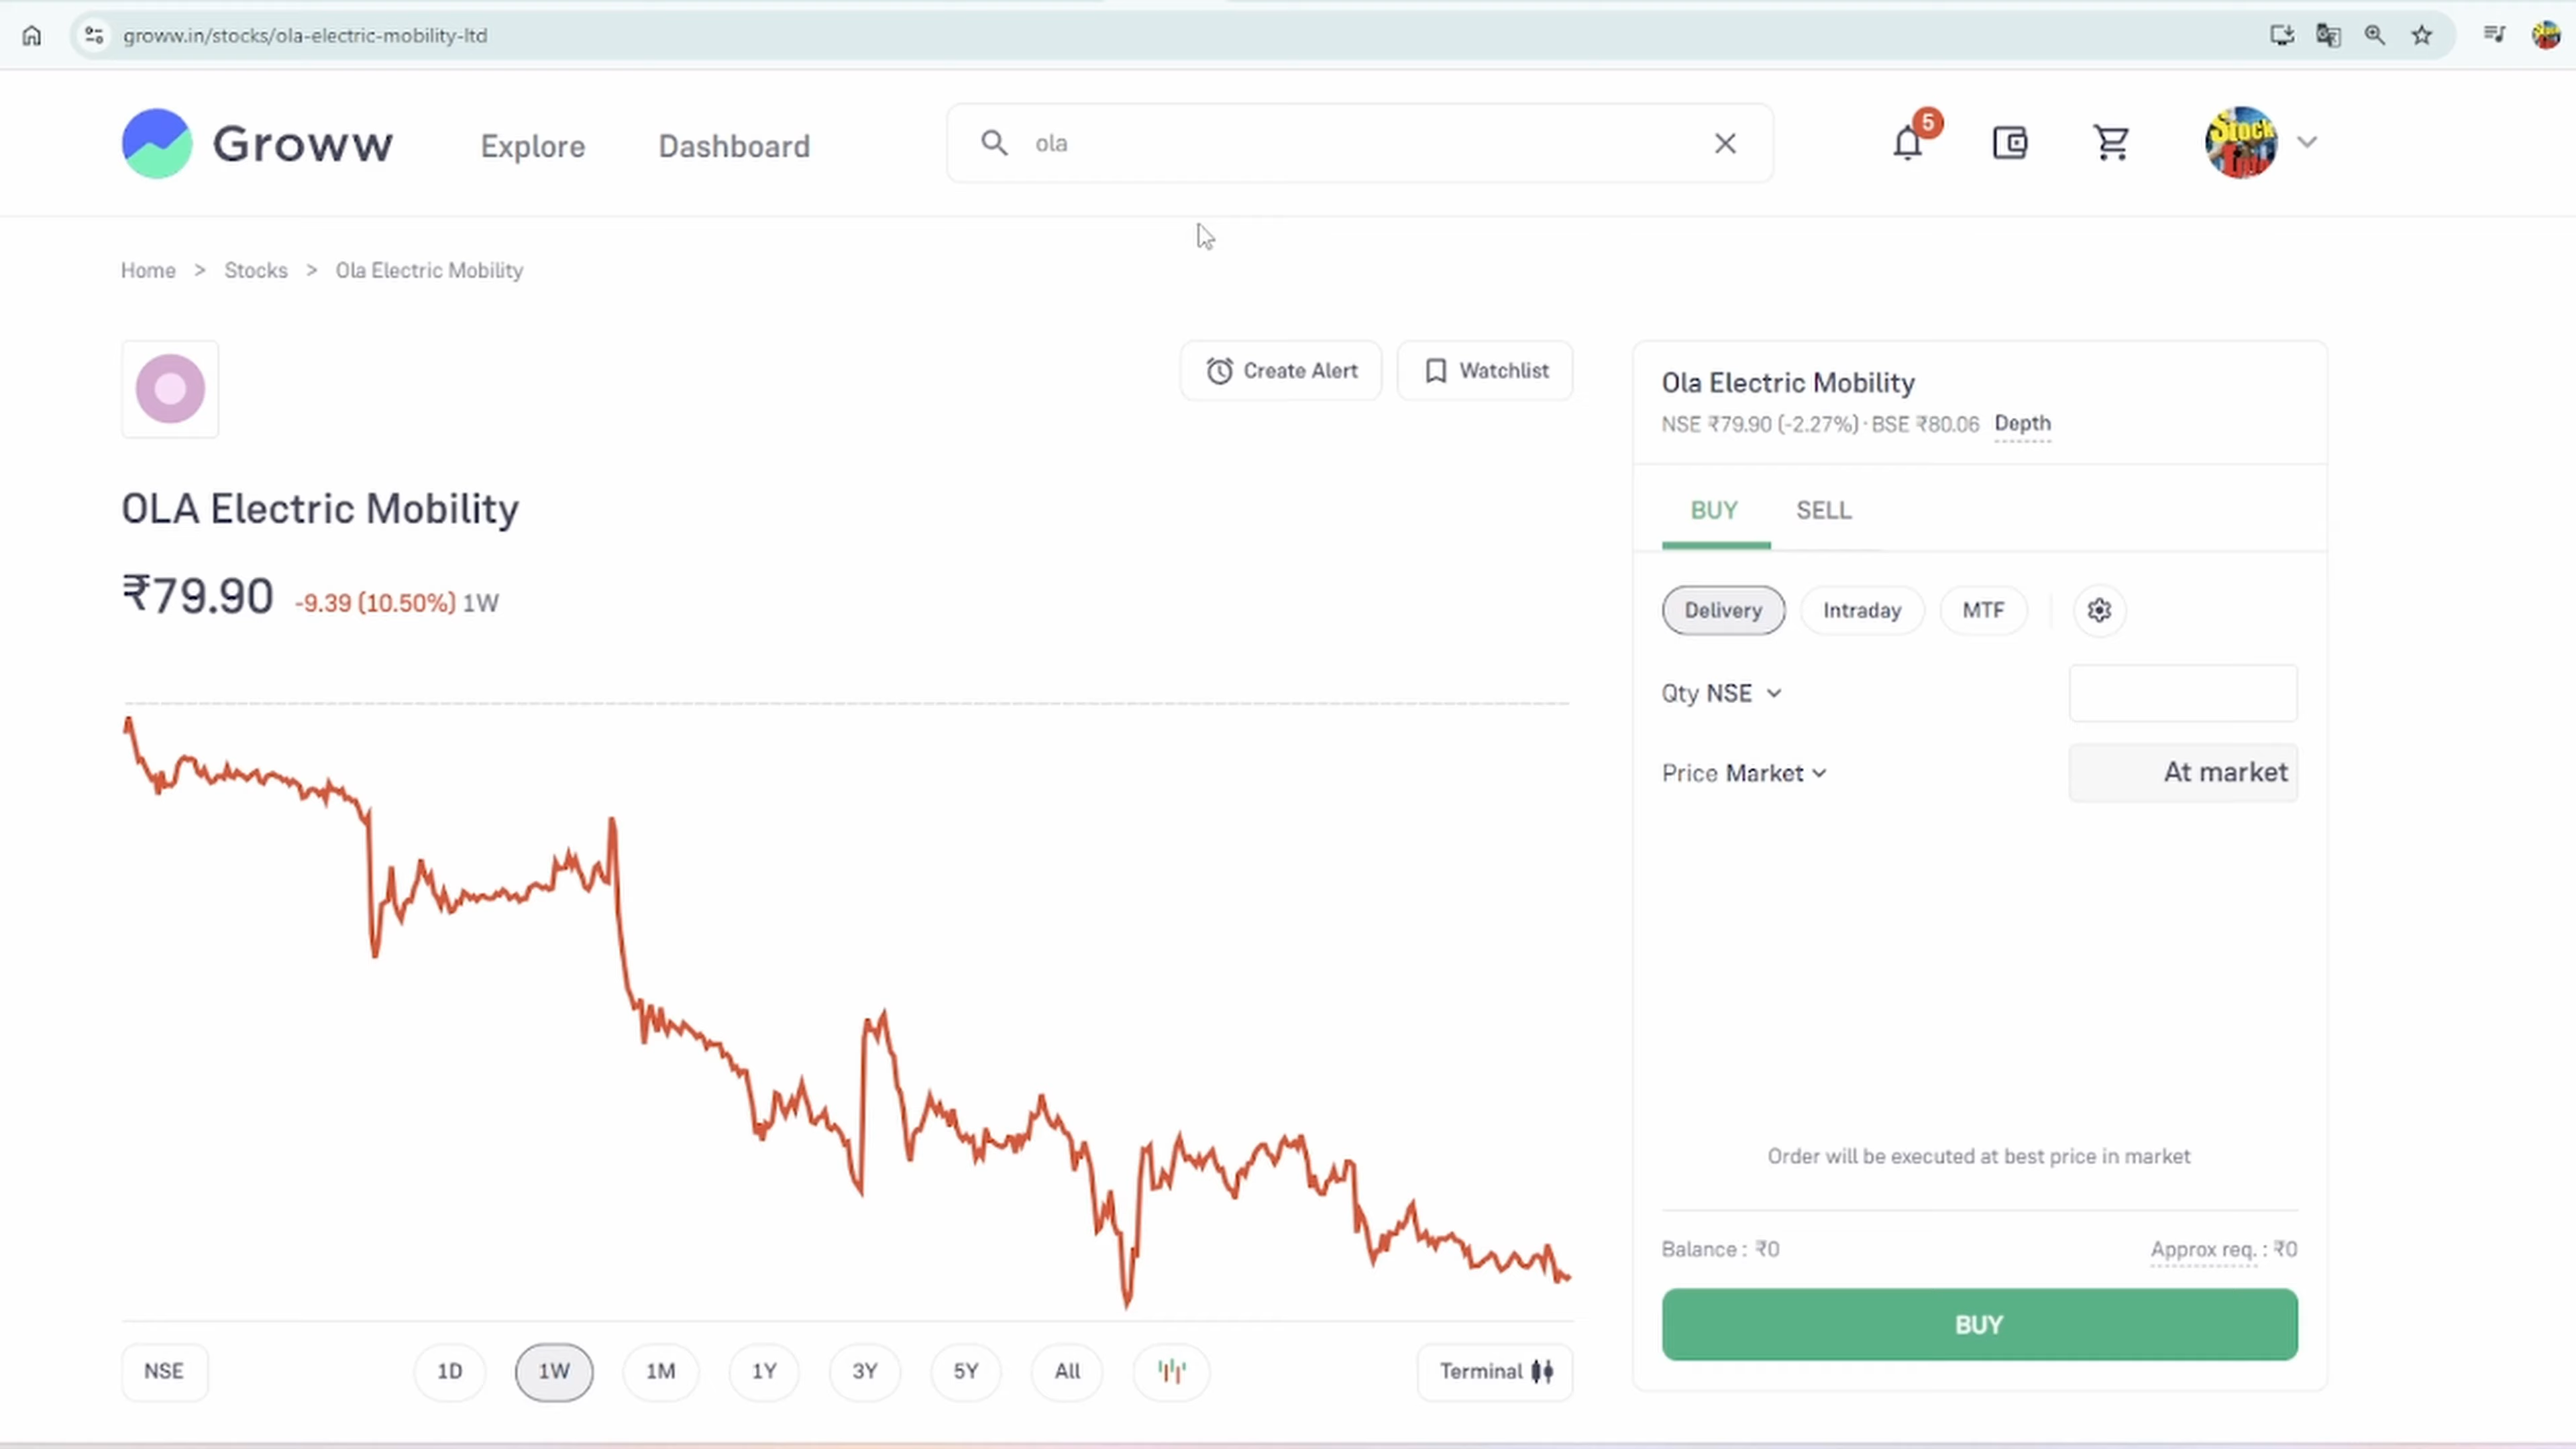 groww.in/stocks/ola-electric-mobility-ltd
Groww
Explore
Dashboard
ola
5
Stock
Home > Stocks > Ola Electric Mobility
Create Alert
Watchlist
OLA Electric Mobility
₹79.90 -9.39 (10.50%) 1W
NSE
1D
1W
1M
1Y
3Y
5Y
All
Terminal
Ola Electric Mobility
NSE ₹79.90 (-2.27%) · BSE ₹80.06 Depth
BUY
SELL
Delivery
Intraday
MTF
Qty NSE
Price Market
At market
Order will be executed at best price in market
Balance : ₹0
Approx req. : ₹0
BUY